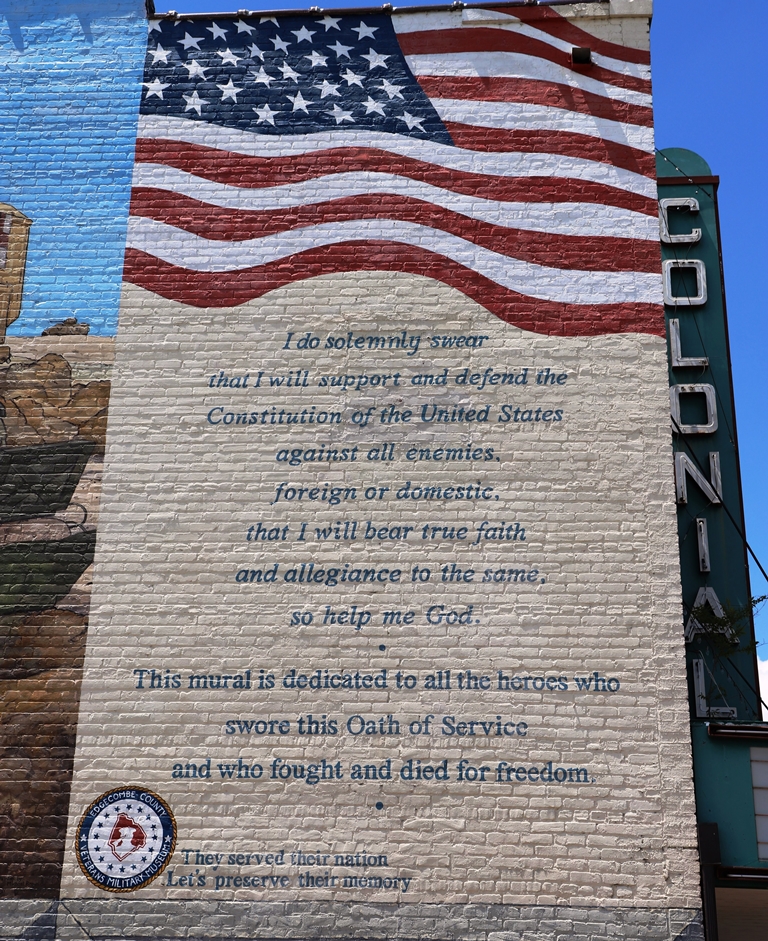 I do solemnly swear
that I will support and defend the
Constitution of the United States
against all enemies,
foreign or domestic,
that I will bear true faith
and allegiance to the same,
so help me God.
•
This mural is dedicated to all the heroes who
swore this Oath of Service
and who fought and died for freedom.
•
They served their nation
Let's preserve their memory
EDGECOMBE COUNTY
VETERANS MILITARY MUSEUM
COLONIAL